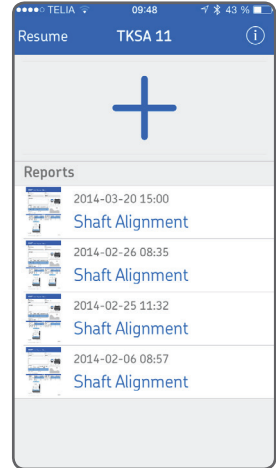 TELIA 09:48 43 %
Resume TKSA 11
Reports
2014-03-20 15:00
Shaft Alignment
2014-02-26 08:35
Shaft Alignment
2014-02-25 11:32
Shaft Alignment
2014-02-06 08:57
Shaft Alignment